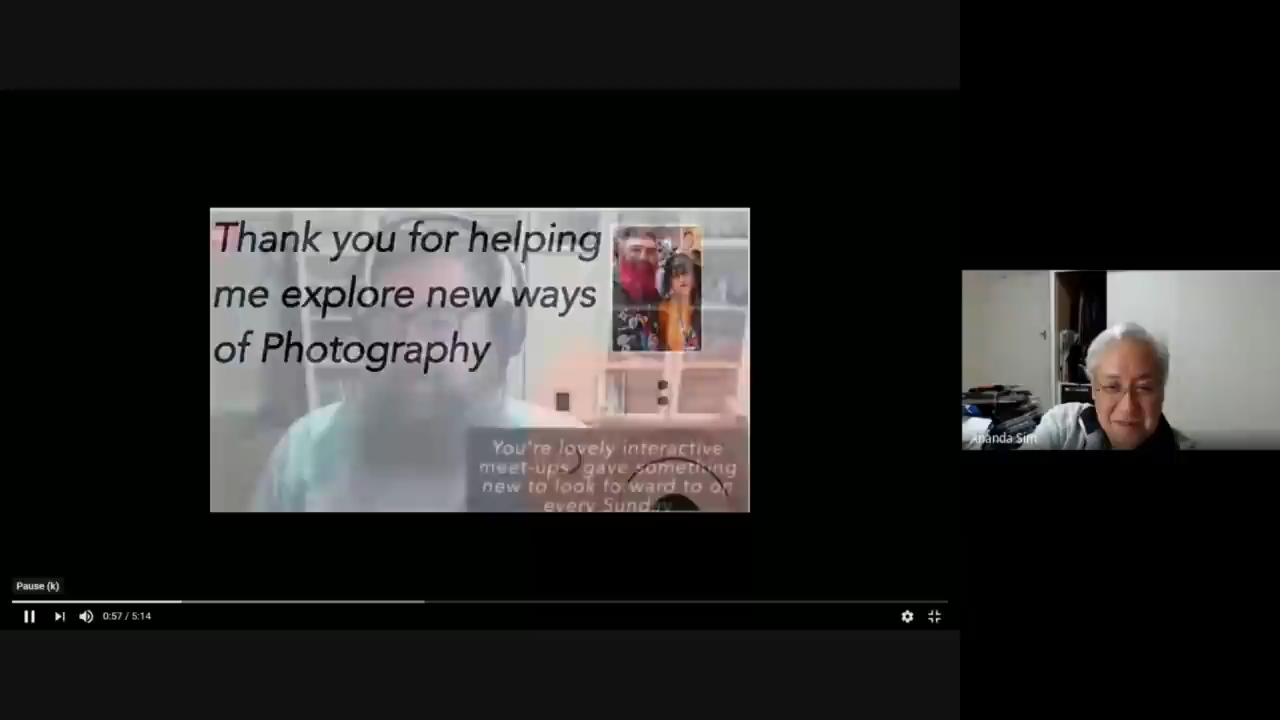 Thank you for helping
me explore new ways
of Photography
You're lovely interactive
meet-ups, gave something
new to look forward to on
every Sunday
Ananda Sim
Pause (k)
0:57 / 5:14